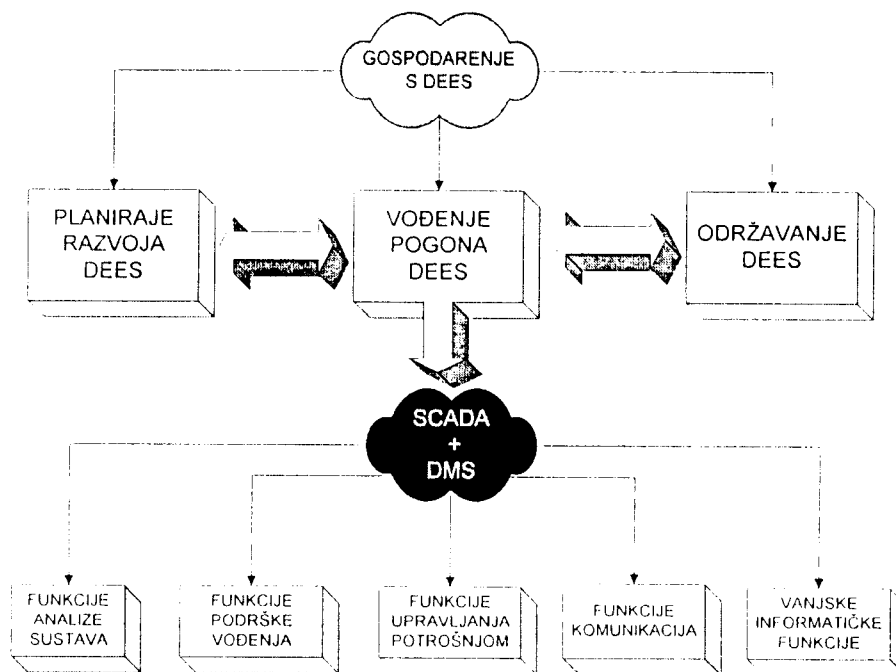 GOSPODARENJE
S DEES
PLANIRAJE
RAZVOJA
DEES
VOĐENJE
POGONA
DEES
ODRŽAVANJE
DEES
SCADA
+
DMS
FUNKCIJE
ANALIZE
SUSTAVA
FUNKCIJE
PODRŠKE
VOĐENJA
FUNKCIJE
UPRAVLJANJA
POTROŠNJOM
FUNKCIJE
KOMUNIKACIJA
VANJSKE
INFORMATIČKE
FUNKCIJE